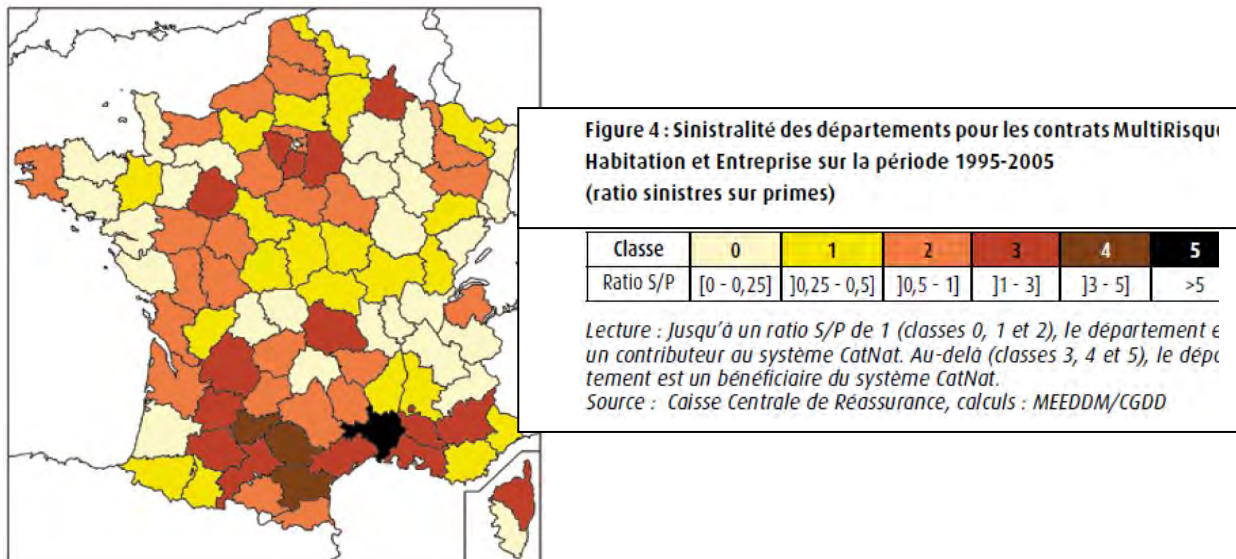 Figure 4 : Sinistralité des départements pour les contrats MultiRisqu
Habitation et Entreprise sur la période 1995-2005
(ratio sinistres sur primes)
Classe 0 1 2 3 4 5
Ratio S/P [0 - 0,25] ]0,25 - 0,5] ]0,5 - 1] ]1 - 3] ]3 - 5] >5
Lecture : Jusqu'à un ratio S/P de 1 (classes 0, 1 et 2), le département e
un contributeur au système CatNat. Au-delà (classes 3, 4 et 5), le dépa
tement est un bénéficiaire du système CatNat.
Source : Caisse Centrale de Réassurance, calculs : MEEDDM/CGDD